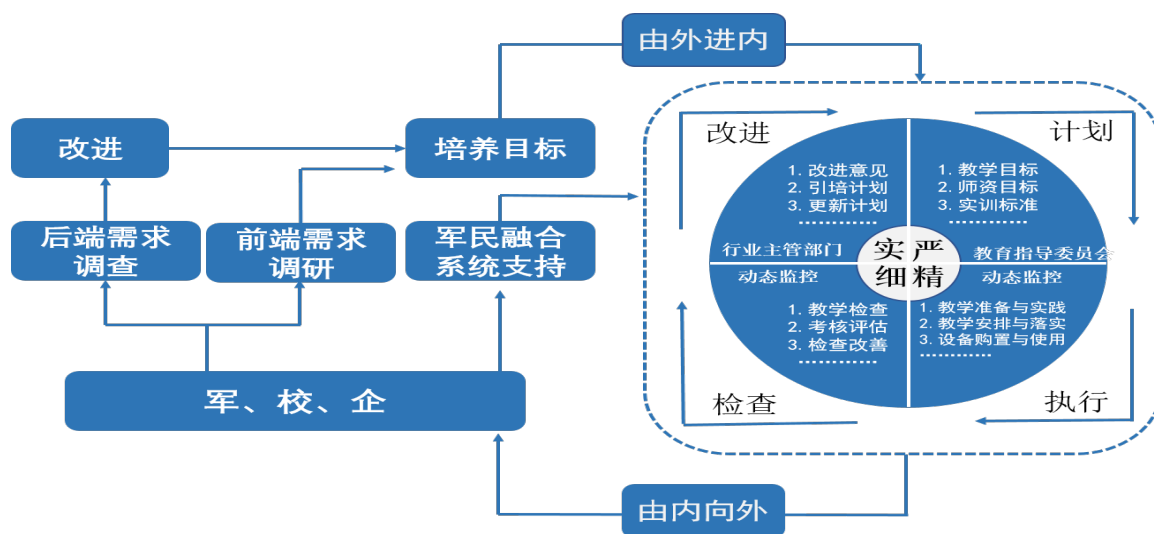 由外进内
改进
培养目标
后端需求
调查
前端需求
调研
军民融合
系统支持
军、校、企
由内向外
改进
计划
1. 改进意见
2. 引培计划
3. 更新计划
1. 教学目标
2. 师资目标
3. 实训标准
行业主管部门
动态监控
实 严
细 精
教育指导委员会
动态监控
1. 教学检查
2. 考核评估
3. 检查改善
1. 教学准备与实践
2. 教学安排与落实
3. 设备购置与使用
检查
执行